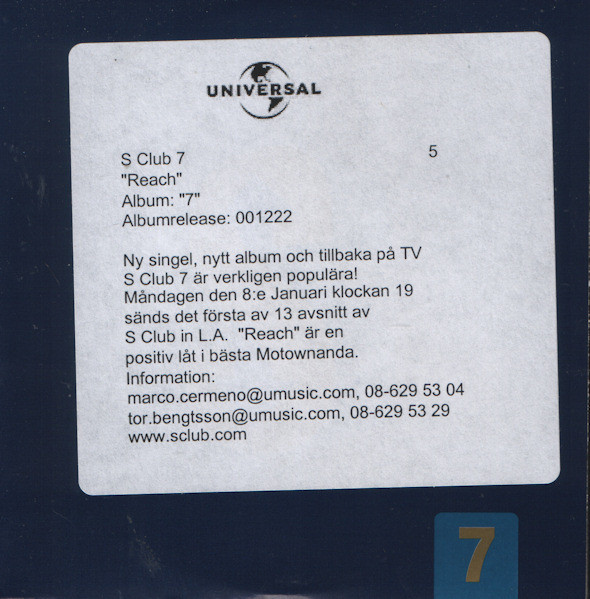 UNIVERSAL
S Club 7 5
"Reach"
Album: "7"
Albumrelease: 001222
Ny singel, nytt album och tillbaka på TV
S Club 7 är verkligen populära!
Måndagen den 8:e Januari klockan 19
sänds det första av 13 avsnitt av
S Club in L.A. "Reach" är en
positiv låt i bästa Motownanda.
Information:
marco.cermeno@umusic.com, 08-629 53 04
tor.bengtsson@umusic.com, 08-629 53 29
www.sclub.com
7